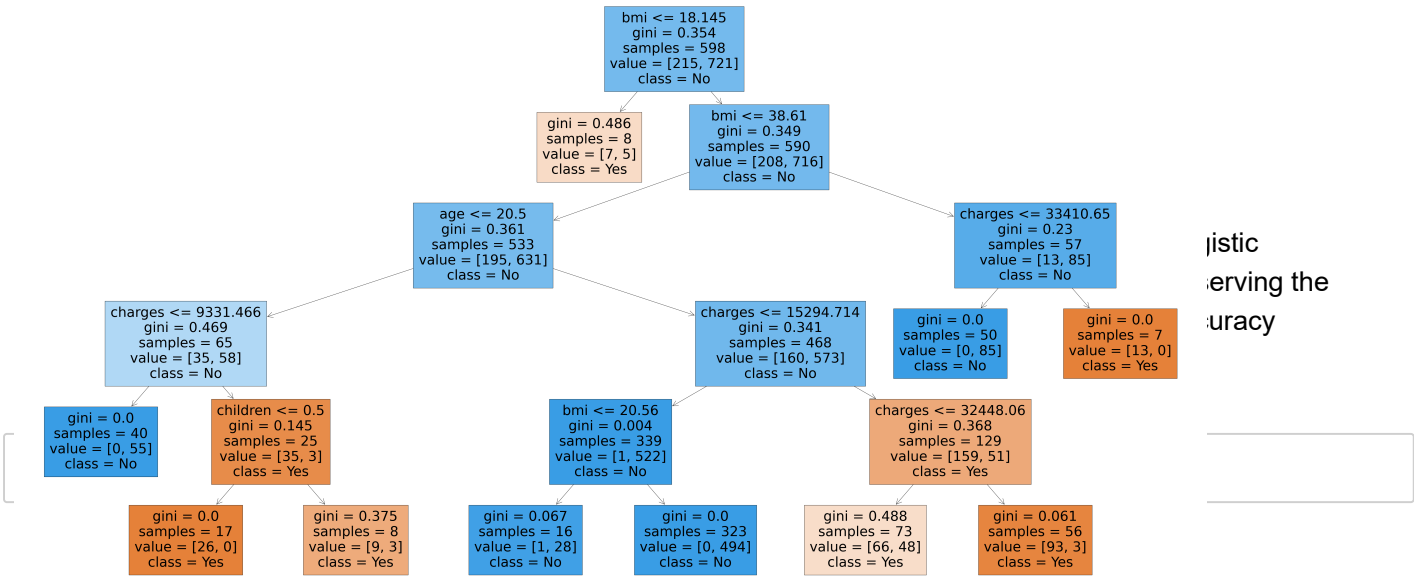 bmi <= 18.145
gini = 0.354
samples = 598
value = [215, 721]
class = No
gini = 0.486
samples = 8
value = [7, 5]
class = Yes
bmi <= 38.61
gini = 0.349
samples = 590
value = [208, 716]
class = No
age <= 20.5
gini = 0.361
samples = 533
value = [195, 631]
class = No
charges <= 33410.65
gini = 0.23
samples = 57
value = [13, 85]
class = No
charges <= 9331.466
gini = 0.469
samples = 65
value = [35, 58]
class = No
charges <= 15294.714
gini = 0.341
samples = 468
value = [160, 573]
class = No
gini = 0.0
samples = 50
value = [0, 85]
class = No
gini = 0.0
samples = 7
value = [13, 0]
class = Yes
gini = 0.0
samples = 40
value = [0, 55]
class = No
children <= 0.5
gini = 0.145
samples = 25
value = [35, 3]
class = Yes
bmi <= 20.56
gini = 0.004
samples = 339
value = [1, 522]
class = No
charges <= 32448.06
gini = 0.368
samples = 129
value = [159, 51]
class = Yes
gini = 0.0
samples = 17
value = [26, 0]
class = Yes
gini = 0.375
samples = 8
value = [9, 3]
class = Yes
gini = 0.067
samples = 16
value = [1, 28]
class = No
gini = 0.0
samples = 323
value = [0, 494]
class = No
gini = 0.488
samples = 73
value = [66, 48]
class = Yes
gini = 0.061
samples = 56
value = [93, 3]
class = Yes
gistic
serving the
curacy